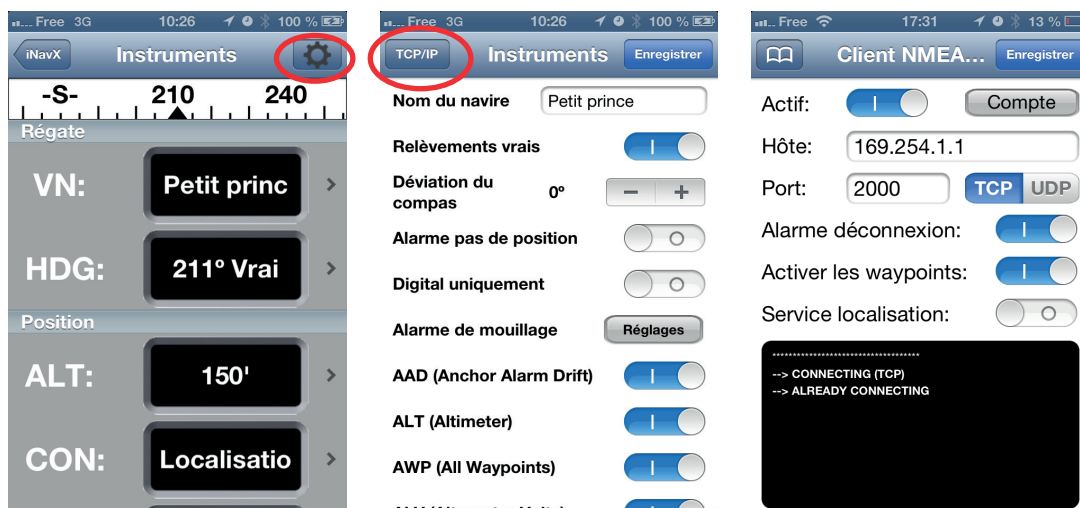 Free 3G 10:26 100 %
iNavX Instruments
-S- 210 240
Régate
VN: Petit princ
HDG: 211° Vrai
Position
ALT: 150'
CON: Localisatio
Free 3G 10:26 100 %
TCP/IP Instruments Enregistrer
Nom du navire Petit prince
Relèvements vrais
Déviation du
compas 0° − +
Alarme pas de position
Digital uniquement
Alarme de mouillage Réglages
AAD (Anchor Alarm Drift)
ALT (Altimeter)
AWP (All Waypoints)
Free 17:31 13 %
Client NMEA... Enregistrer
Actif: Compte
Hôte: 169.254.1.1
Port: 2000 TCP UDP
Alarme déconnexion:
Activer les waypoints:
Service localisation:
************************************
--> CONNECTING (TCP)
--> ALREADY CONNECTING